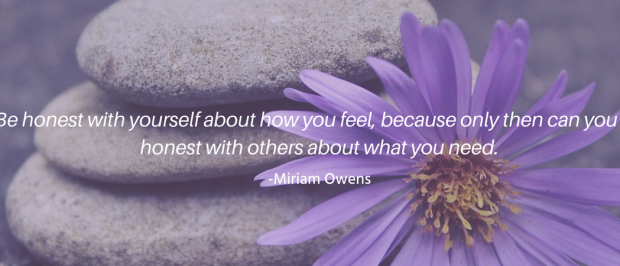 Be honest with yourself about how you feel, because only then can you
honest with others about what you need.
-Miriam Owens